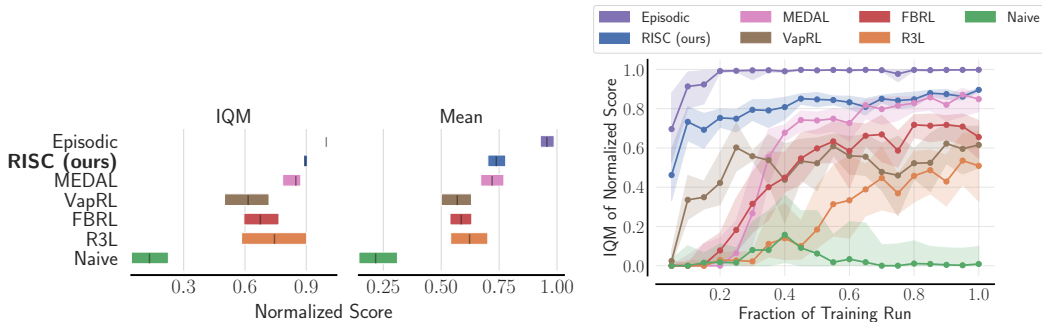 IQM
Mean
Episodic
RISC (ours)
MEDAL
VapRL
FBRL
R3L
Naive
0.3 0.6 0.9
0.25 0.50 0.75 1.00
Normalized Score
Episodic MEDAL FBRL Naive
RISC (ours) VapRL R3L
IQM of Normalized Score
1.0
0.8
0.6
0.4
0.2
0.0
0.2 0.4 0.6 0.8 1.0
Fraction of Training Run